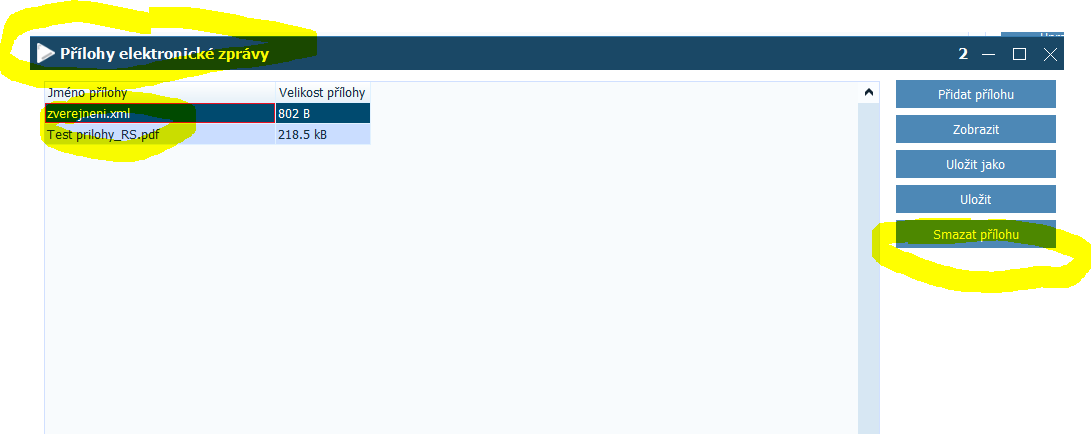 Přílohy elektronické zprávy 2
Jméno přílohy Velikost přílohy
zverejneni.xml 802 B
Test prilohy_RS.pdf 218.5 kB
Přidat přílohu
Zobrazit
Uložit jako
Uložit
Smazat přílohu